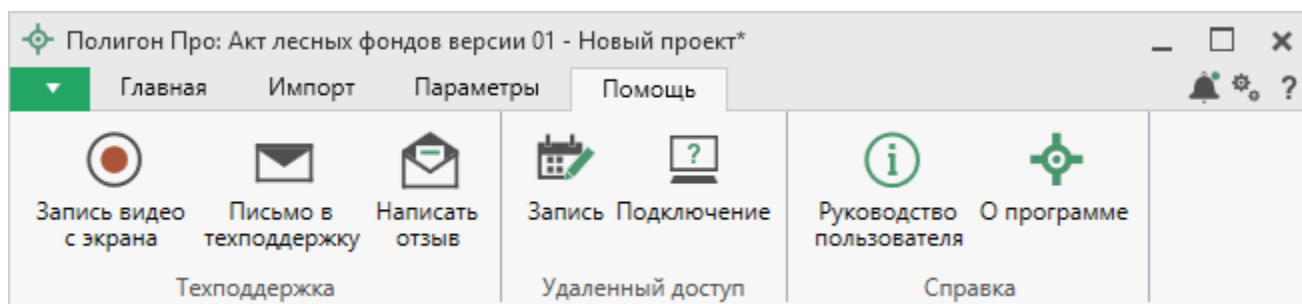 Полигон Про: Акт лесных фондов версии 01 - Новый проект*
Главная Импорт Параметры Помощь ?
?
Запись видео с экрана
Письмо в техподдержку
Написать отзыв
Запись
Подключение
Руководство пользователя
О программе
Техподдержка Удаленный доступ Справка